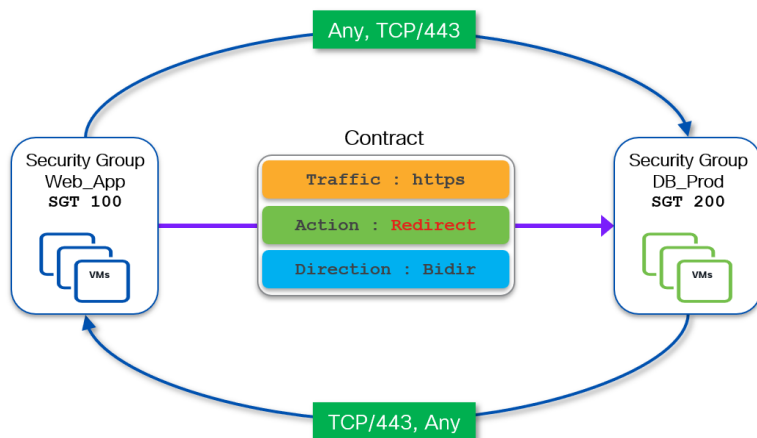 Any, TCP/443
Security Group
Web_App
SGT 100
VMs
Contract
Traffic : https
Action : Redirect
Direction : Bidir
Security Group
DB_Prod
SGT 200
VMs
TCP/443, Any